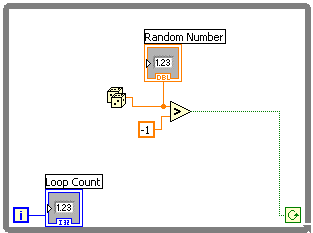 Random Number
1.23
DBL
>
-1
Loop Count
1.23
i
I32